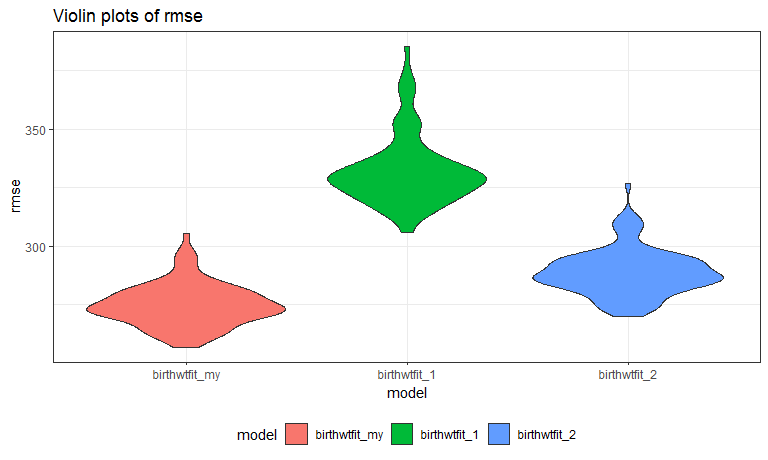 Violin plots of rmse
rmse
350
300
birthwtfit_my birthwtfit_1 birthwtfit_2
model
model birthwtfit_my birthwtfit_1 birthwtfit_2